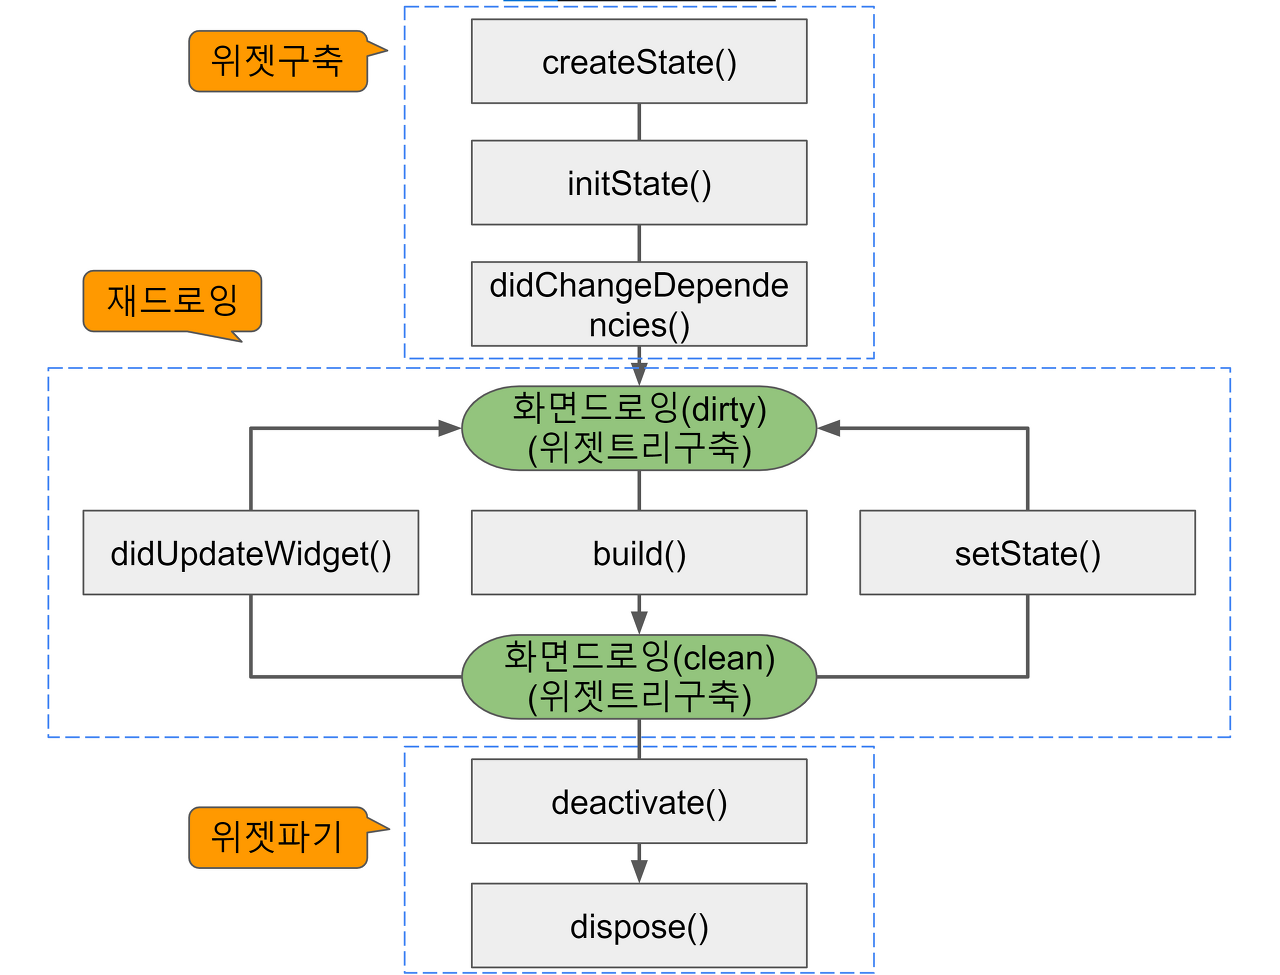 위젯구축
createState()
initState()
didChangeDepende
ncies()
재드로잉
화면드로잉(dirty)
(위젯트리구축)
didUpdateWidget()
build()
setState()
화면드로잉(clean)
(위젯트리구축)
deactivate()
위젯파기
dispose()